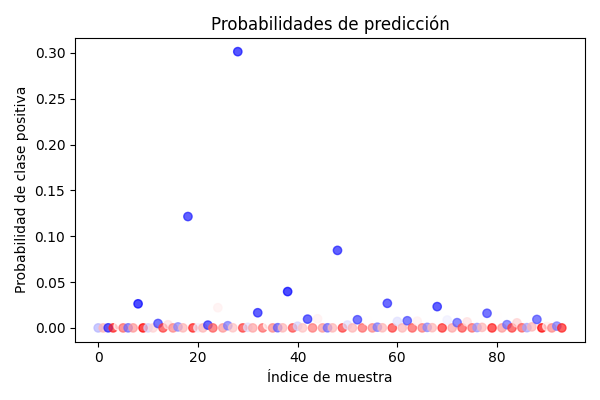 Probabilidades de predicción
Probabilidad de clase positiva
0.30
0.25
0.20
0.15
0.10
0.05
0.00
0 20 40 60 80
Índice de muestra